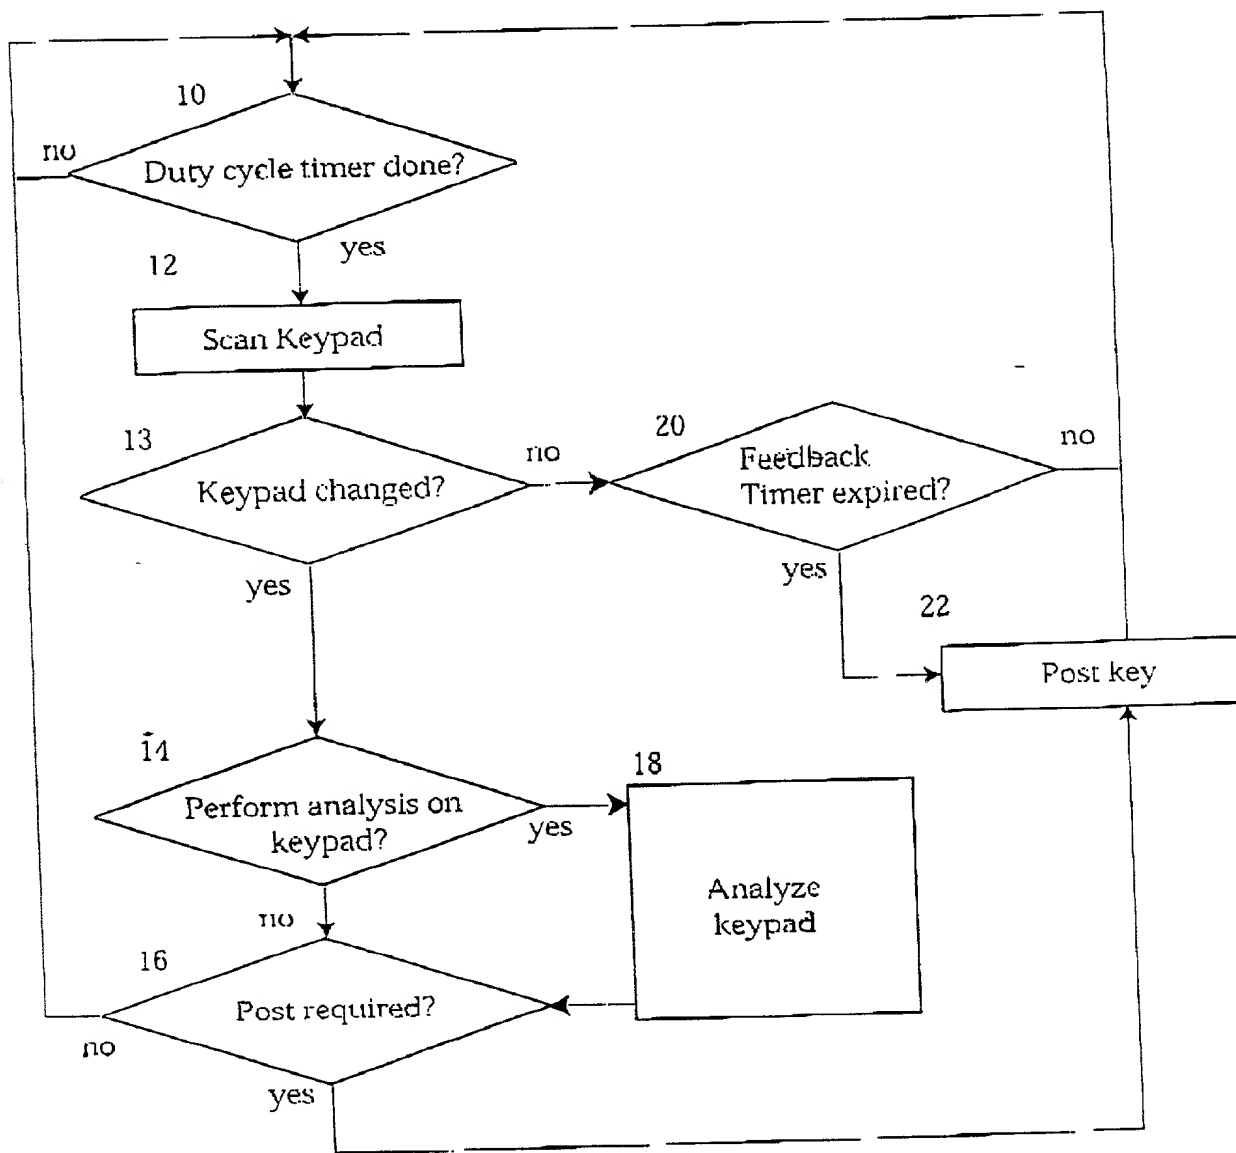 10
no
Duty cycle timer done?
yes
12
Scan Keypad
13
no
Keypad changed?
yes
20
no
Feedback
Timer expired?
yes
22
Post key
14
Perform analysis on
keypad?
yes
no
18
Analyze
keypad
16
Post required?
no
yes